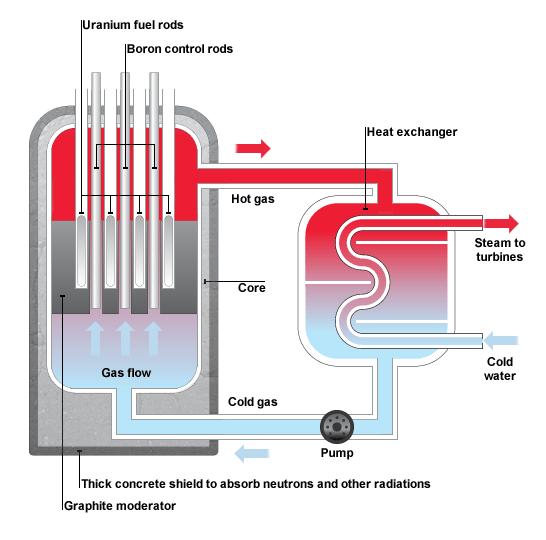 Uranium fuel rods
Boron control rods
Heat exchanger
Hot gas
Steam to
turbines
Core
Cold
water
Gas flow
Cold gas
Pump
Thick concrete shield to absorb neutrons and other radiations
Graphite moderator